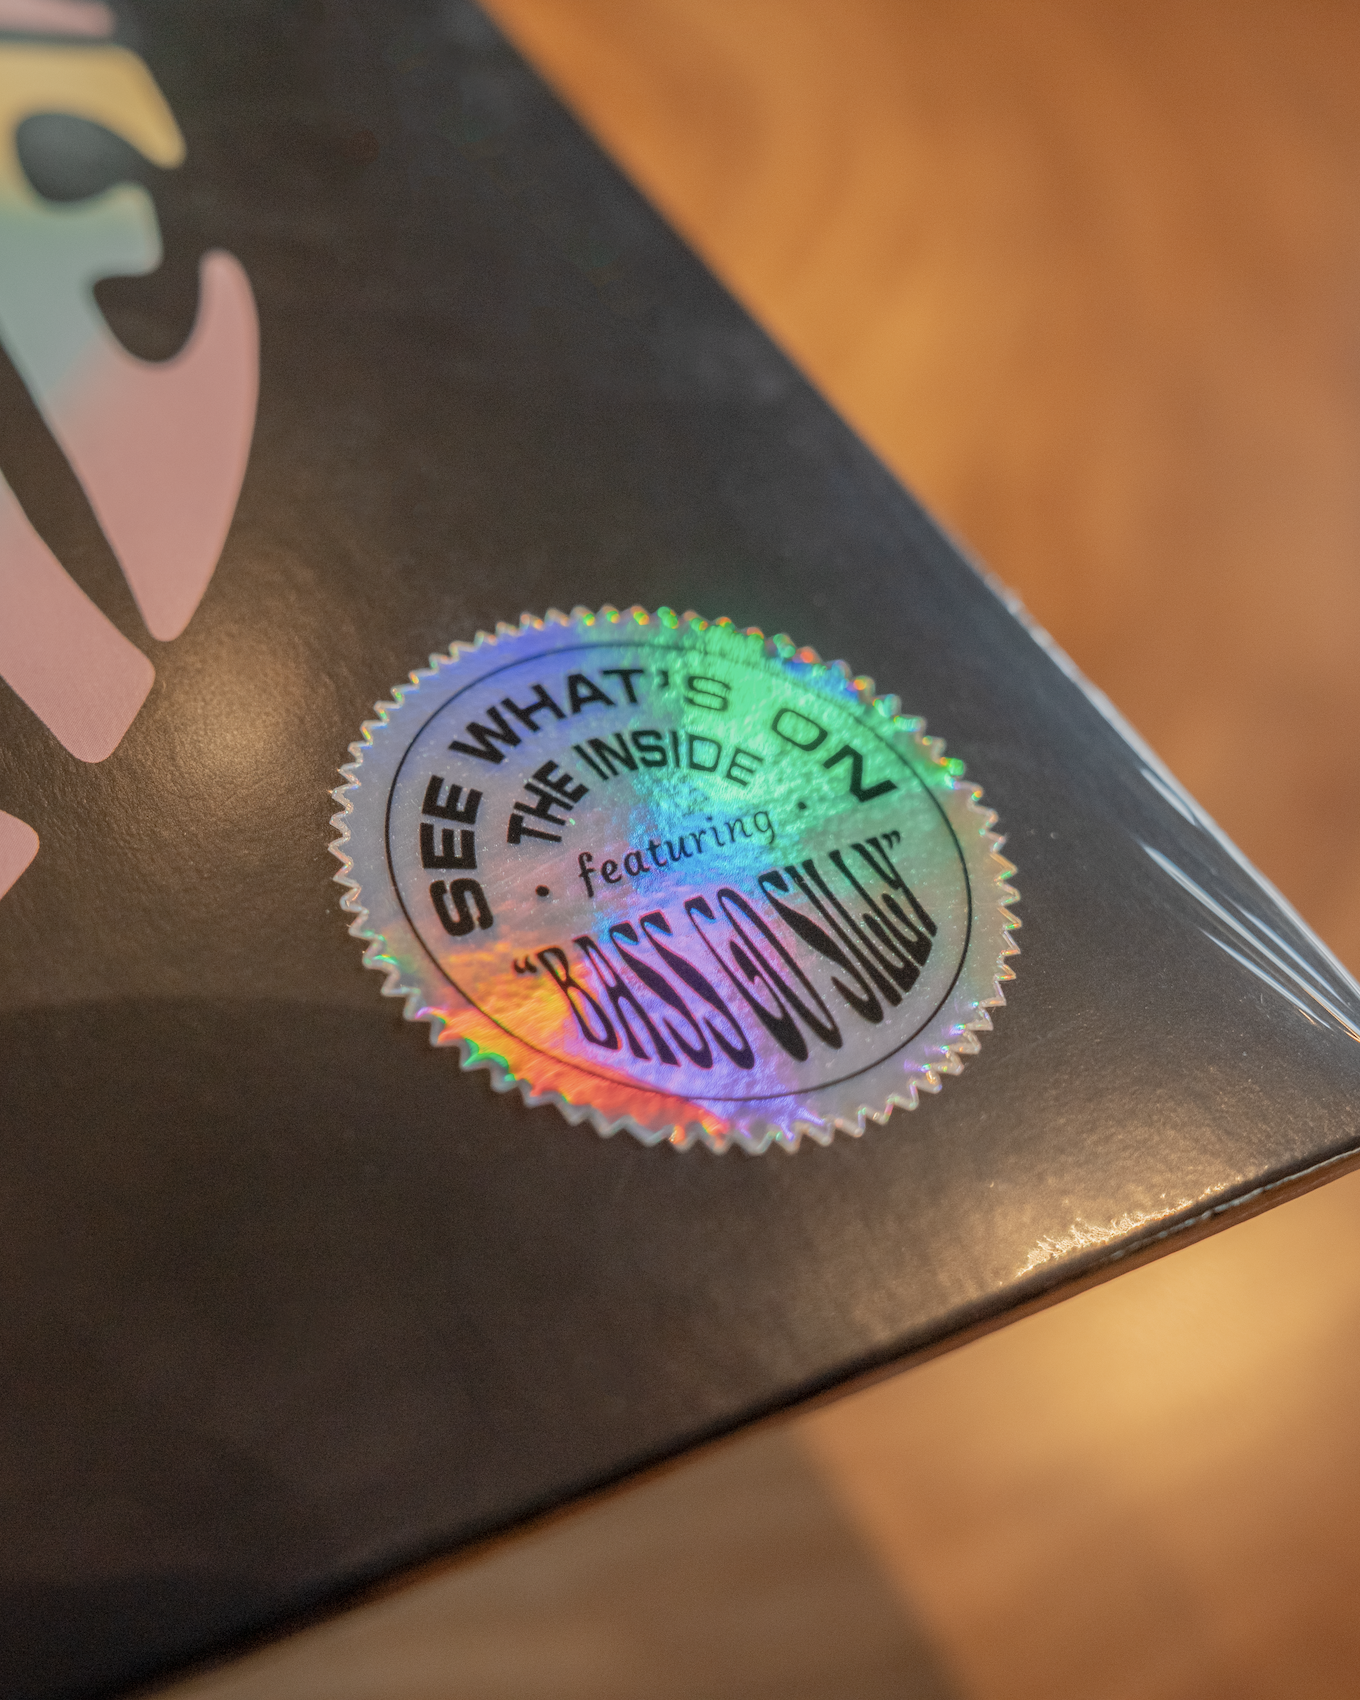 SEE WHAT'S ON
THE INSIDE
• featuring •
“BASS GO SILLY”